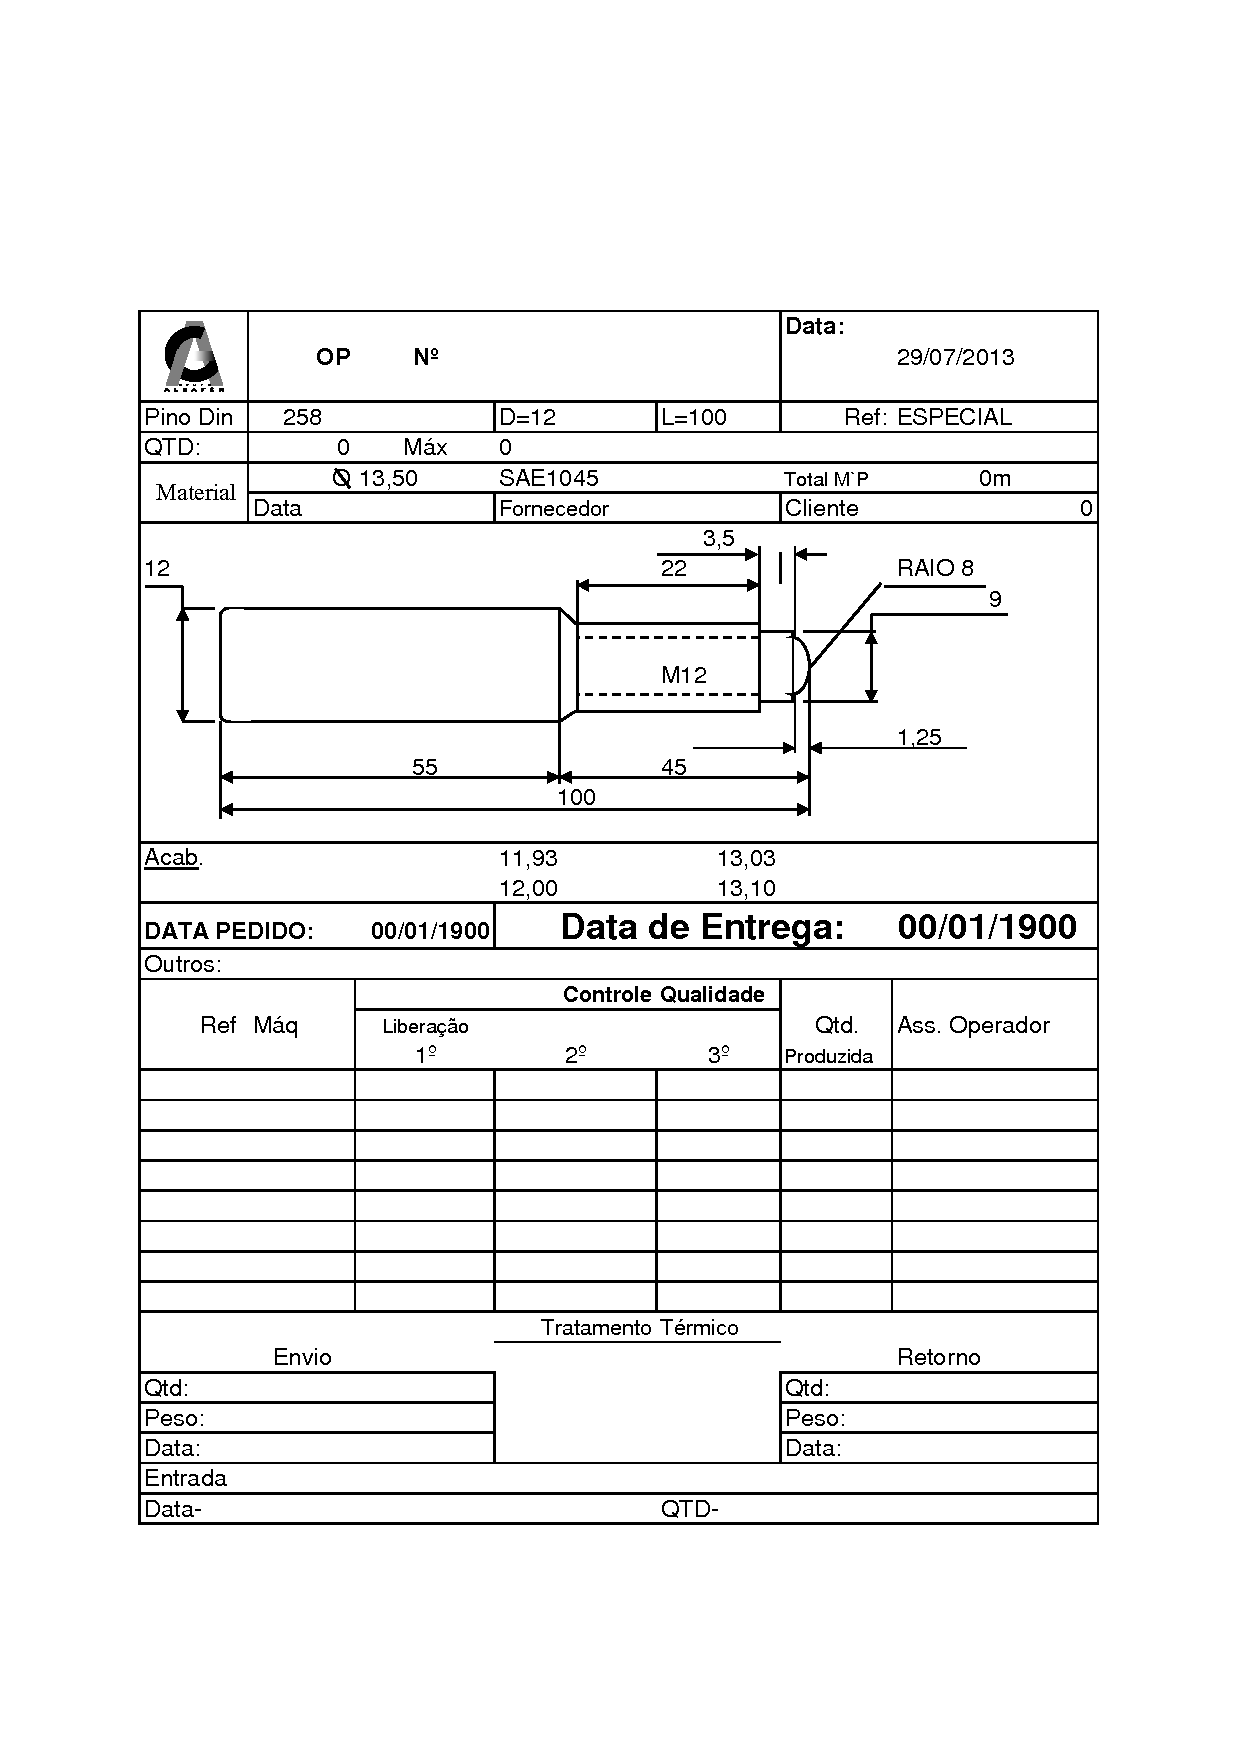 ALBAFER
Data:
OP Nº 29/07/2013
Pino Din 258 D=12 L=100 Ref: ESPECIAL
QTD: 0 Máx 0
Material Ø 13,50 SAE1045 Total M`P 0m
Data Fornecedor Cliente 0
3,5
12 22 RAIO 8
9
M12
1,25
55 45
100
Acab. 11,93 13,03
12,00 13,10
DATA PEDIDO: 00/01/1900 Data de Entrega: 00/01/1900
Outros:
Controle Qualidade
Ref Máq Liberação Qtd. Ass. Operador
1º 2º 3º Produzida
Tratamento Térmico
Envio Retorno
Qtd: Qtd:
Peso: Peso:
Data: Data:
Entrada
Data- QTD-